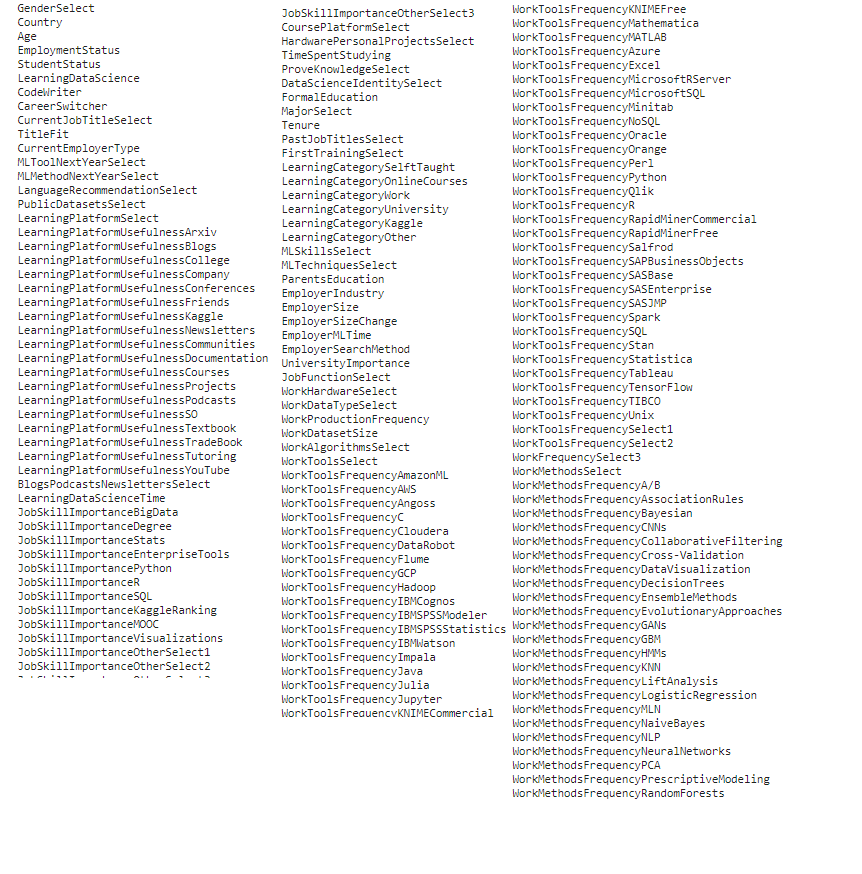 GenderSelect
Country
Age
EmploymentStatus
StudentStatus
LearningDataScience
CodeWriter
CareerSwitcher
CurrentJobTitleSelect
TitleFit
CurrentEmployerType
MLToolNextYearSelect
MLMethodNextYearSelect
LanguageRecommendationSelect
PublicDatasetsSelect
LearningPlatformSelect
LearningPlatformUsefulnessArxiv
LearningPlatformUsefulnessBlogs
LearningPlatformUsefulnessCollege
LearningPlatformUsefulnessCompany
LearningPlatformUsefulnessConferences
LearningPlatformUsefulnessFriends
LearningPlatformUsefulnessKaggle
LearningPlatformUsefulnessNewsletters
LearningPlatformUsefulnessCommunities
LearningPlatformUsefulnessDocumentation
LearningPlatformUsefulnessCourses
LearningPlatformUsefulnessProjects
LearningPlatformUsefulnessPodcasts
LearningPlatformUsefulnessSO
LearningPlatformUsefulnessTextbook
LearningPlatformUsefulnessTradeBook
LearningPlatformUsefulnessTutoring
LearningPlatformUsefulnessYouTube
BlogsPodcastsNewslettersSelect
LearningDataScienceTime
JobSkillImportanceBigData
JobSkillImportanceDegree
JobSkillImportanceStats
JobSkillImportanceEnterpriseTools
JobSkillImportancePython
JobSkillImportanceR
JobSkillImportanceSQL
JobSkillImportanceKaggleRanking
JobSkillImportanceMOOC
JobSkillImportanceVisualizations
JobSkillImportanceOtherSelect1
JobSkillImportanceOtherSelect2
JobSkillImportanceOtherSelect3
CoursePlatformSelect
HardwarePersonalProjectsSelect
TimeSpentStudying
ProveKnowledgeSelect
DataScienceIdentitySelect
FormalEducation
MajorSelect
Tenure
PastJobTitlesSelect
FirstTrainingSelect
LearningCategorySelftTaught
LearningCategoryOnlineCourses
LearningCategoryWork
LearningCategoryUniversity
LearningCategoryKaggle
LearningCategoryOther
MLSkillsSelect
MLTechniquesSelect
ParentsEducation
EmployerIndustry
EmployerSize
EmployerSizeChange
EmployerMLTime
EmployerSearchMethod
UniversityImportance
JobFunctionSelect
WorkHardwareSelect
WorkDataTypeSelect
WorkProductionFrequency
WorkDatasetSize
WorkAlgorithmsSelect
WorkToolsSelect
WorkToolsFrequencyAmazonML
WorkToolsFrequencyAWS
WorkToolsFrequencyAngoss
WorkToolsFrequencyC
WorkToolsFrequencyCloudera
WorkToolsFrequencyDataRobot
WorkToolsFrequencyFlume
WorkToolsFrequencyGCP
WorkToolsFrequencyHadoop
WorkToolsFrequencyIBMCognos
WorkToolsFrequencyIBMSPSSModeler
WorkToolsFrequencyIBMSPSSStatistics
WorkToolsFrequencyIBMWatson
WorkToolsFrequencyImpala
WorkToolsFrequencyJava
WorkToolsFrequencyJulia
WorkToolsFrequencyJupyter
WorkToolsFrequencyKNIMECommercial
WorkToolsFrequencyKNIMEFree
WorkToolsFrequencyMathematica
WorkToolsFrequencyMATLAB
WorkToolsFrequencyAzure
WorkToolsFrequencyExcel
WorkToolsFrequencyMicrosoftRServer
WorkToolsFrequencyMicrosoftSQL
WorkToolsFrequencyMinitab
WorkToolsFrequencyNoSQL
WorkToolsFrequencyOracle
WorkToolsFrequencyOrange
WorkToolsFrequencyPerl
WorkToolsFrequencyPython
WorkToolsFrequencyQlik
WorkToolsFrequencyR
WorkToolsFrequencyRapidMinerCommercial
WorkToolsFrequencyRapidMinerFree
WorkToolsFrequencySalfrod
WorkToolsFrequencySAPBusinessObjects
WorkToolsFrequencySASBase
WorkToolsFrequencySASEnterprise
WorkToolsFrequencySASJMP
WorkToolsFrequencySpark
WorkToolsFrequencySQL
WorkToolsFrequencyStan
WorkToolsFrequencyStatistica
WorkToolsFrequencyTableau
WorkToolsFrequencyTensorFlow
WorkToolsFrequencyTIBCO
WorkToolsFrequencyUnix
WorkToolsFrequencySelect1
WorkToolsFrequencySelect2
WorkFrequencySelect3
WorkMethodsSelect
WorkMethodsFrequencyA/B
WorkMethodsFrequencyAssociationRules
WorkMethodsFrequencyBayesian
WorkMethodsFrequencyCNNs
WorkMethodsFrequencyCollaborativeFiltering
WorkMethodsFrequencyCross-Validation
WorkMethodsFrequencyDataVisualization
WorkMethodsFrequencyDecisionTrees
WorkMethodsFrequencyEnsembleMethods
WorkMethodsFrequencyEvolutionaryApproaches
WorkMethodsFrequencyGANs
WorkMethodsFrequencyGBM
WorkMethodsFrequencyHMMs
WorkMethodsFrequencyKNN
WorkMethodsFrequencyLiftAnalysis
WorkMethodsFrequencyLogisticRegression
WorkMethodsFrequencyMLN
WorkMethodsFrequencyNaiveBayes
WorkMethodsFrequencyNLP
WorkMethodsFrequencyNeuralNetworks
WorkMethodsFrequencyPCA
WorkMethodsFrequencyPrescriptiveModeling
WorkMethodsFrequencyRandomForests